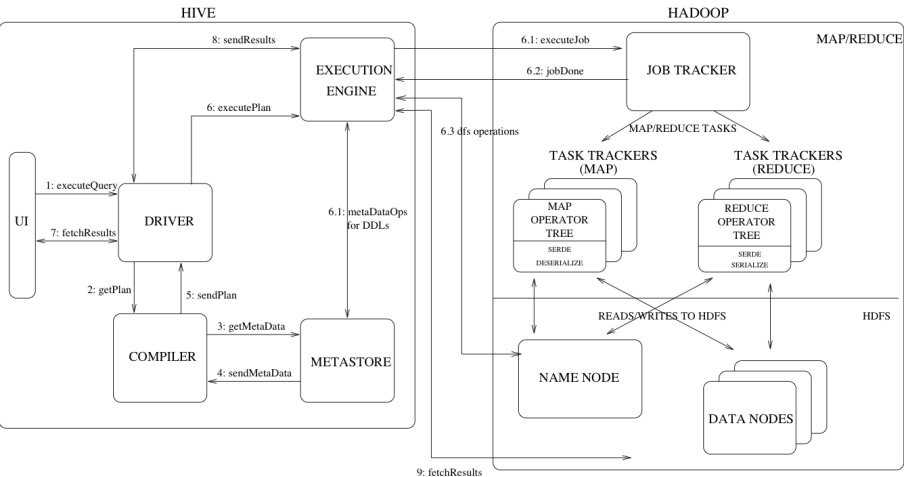 HIVE
HADOOP
MAP/REDUCE
8: sendResults
EXECUTION
ENGINE
6.1: executeJob
6.2: jobDone
JOB TRACKER
6: executePlan
6.3 dfs operations
MAP/REDUCE TASKS
TASK TRACKERS
(MAP)
TASK TRACKERS
(REDUCE)
UI
1: executeQuery
7: fetchResults
DRIVER
6.1: metaDataOps
for DDLs
MAP
OPERATOR
TREE
SERDE
DESERIALIZE
REDUCE
OPERATOR
TREE
SERDE
SERIALIZE
2: getPlan
5: sendPlan
READS/WRITES TO HDFS
HDFS
COMPILER
3: getMetaData
4: sendMetaData
METASTORE
NAME NODE
DATA NODES
9: fetchResults